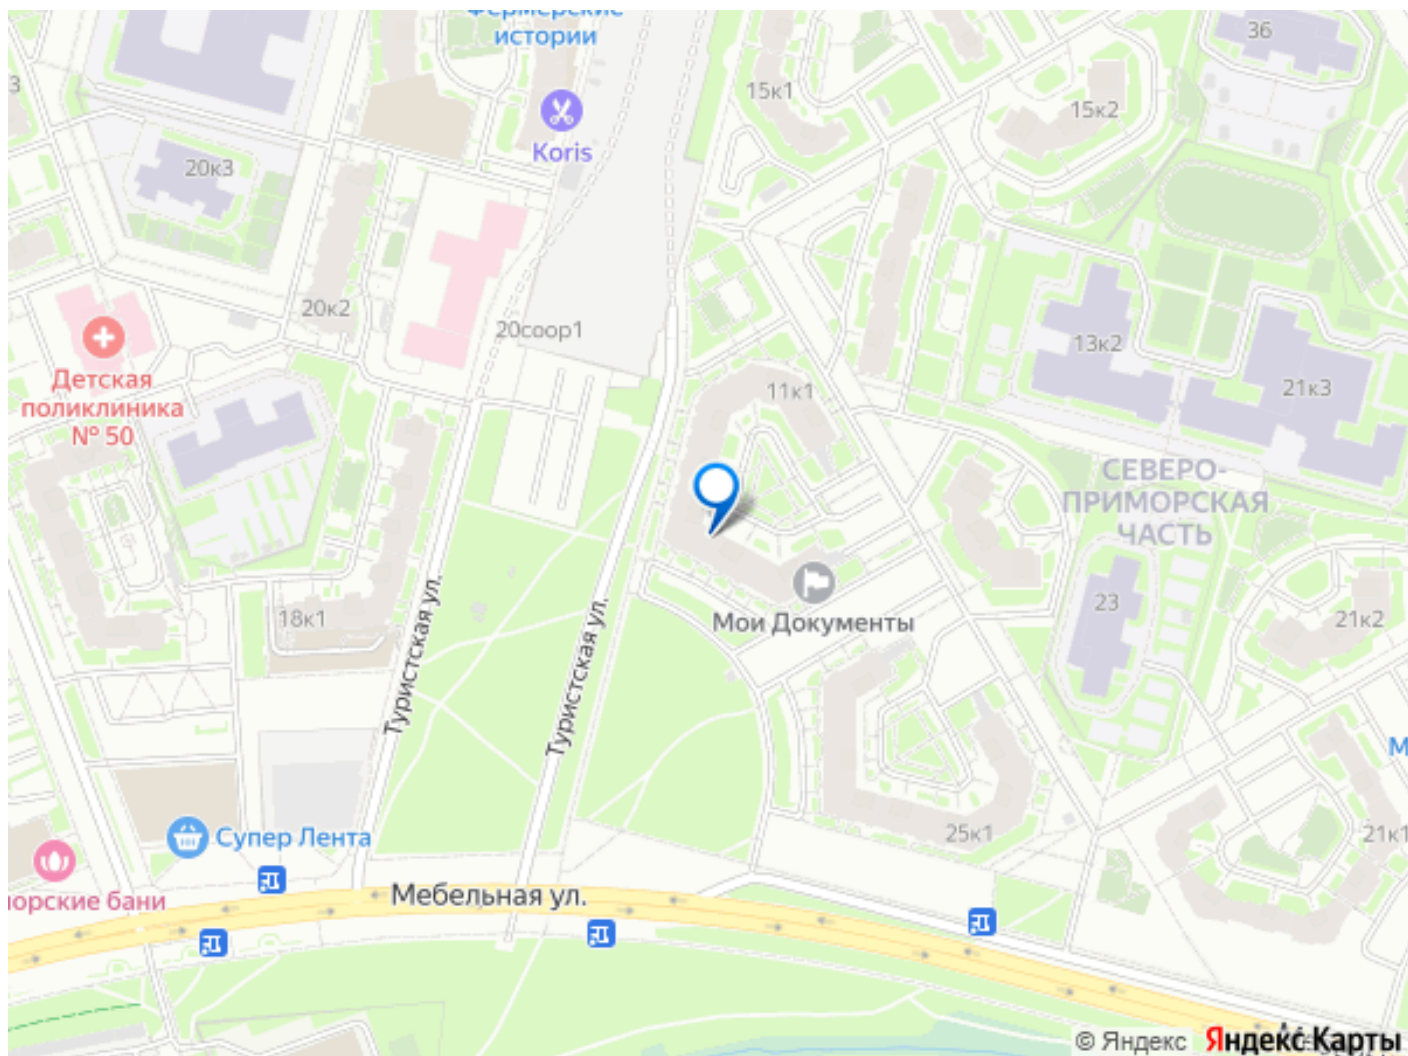 Фермерские
истории
36
15к1
15к2
Koris
20к3
20к2
20соор1
13к2
Детская
поликлиника
№ 50
11к1
21к3
СЕВЕРО-
ПРИМОРСКАЯ
ЧАСТЬ
18к1
Туристская ул.
Туристская ул.
Мои Документы
23
21к2
25к1
21к1
Супер Лента
Мебельная ул.
орские бани
© Яндекс
Яндекс Карты